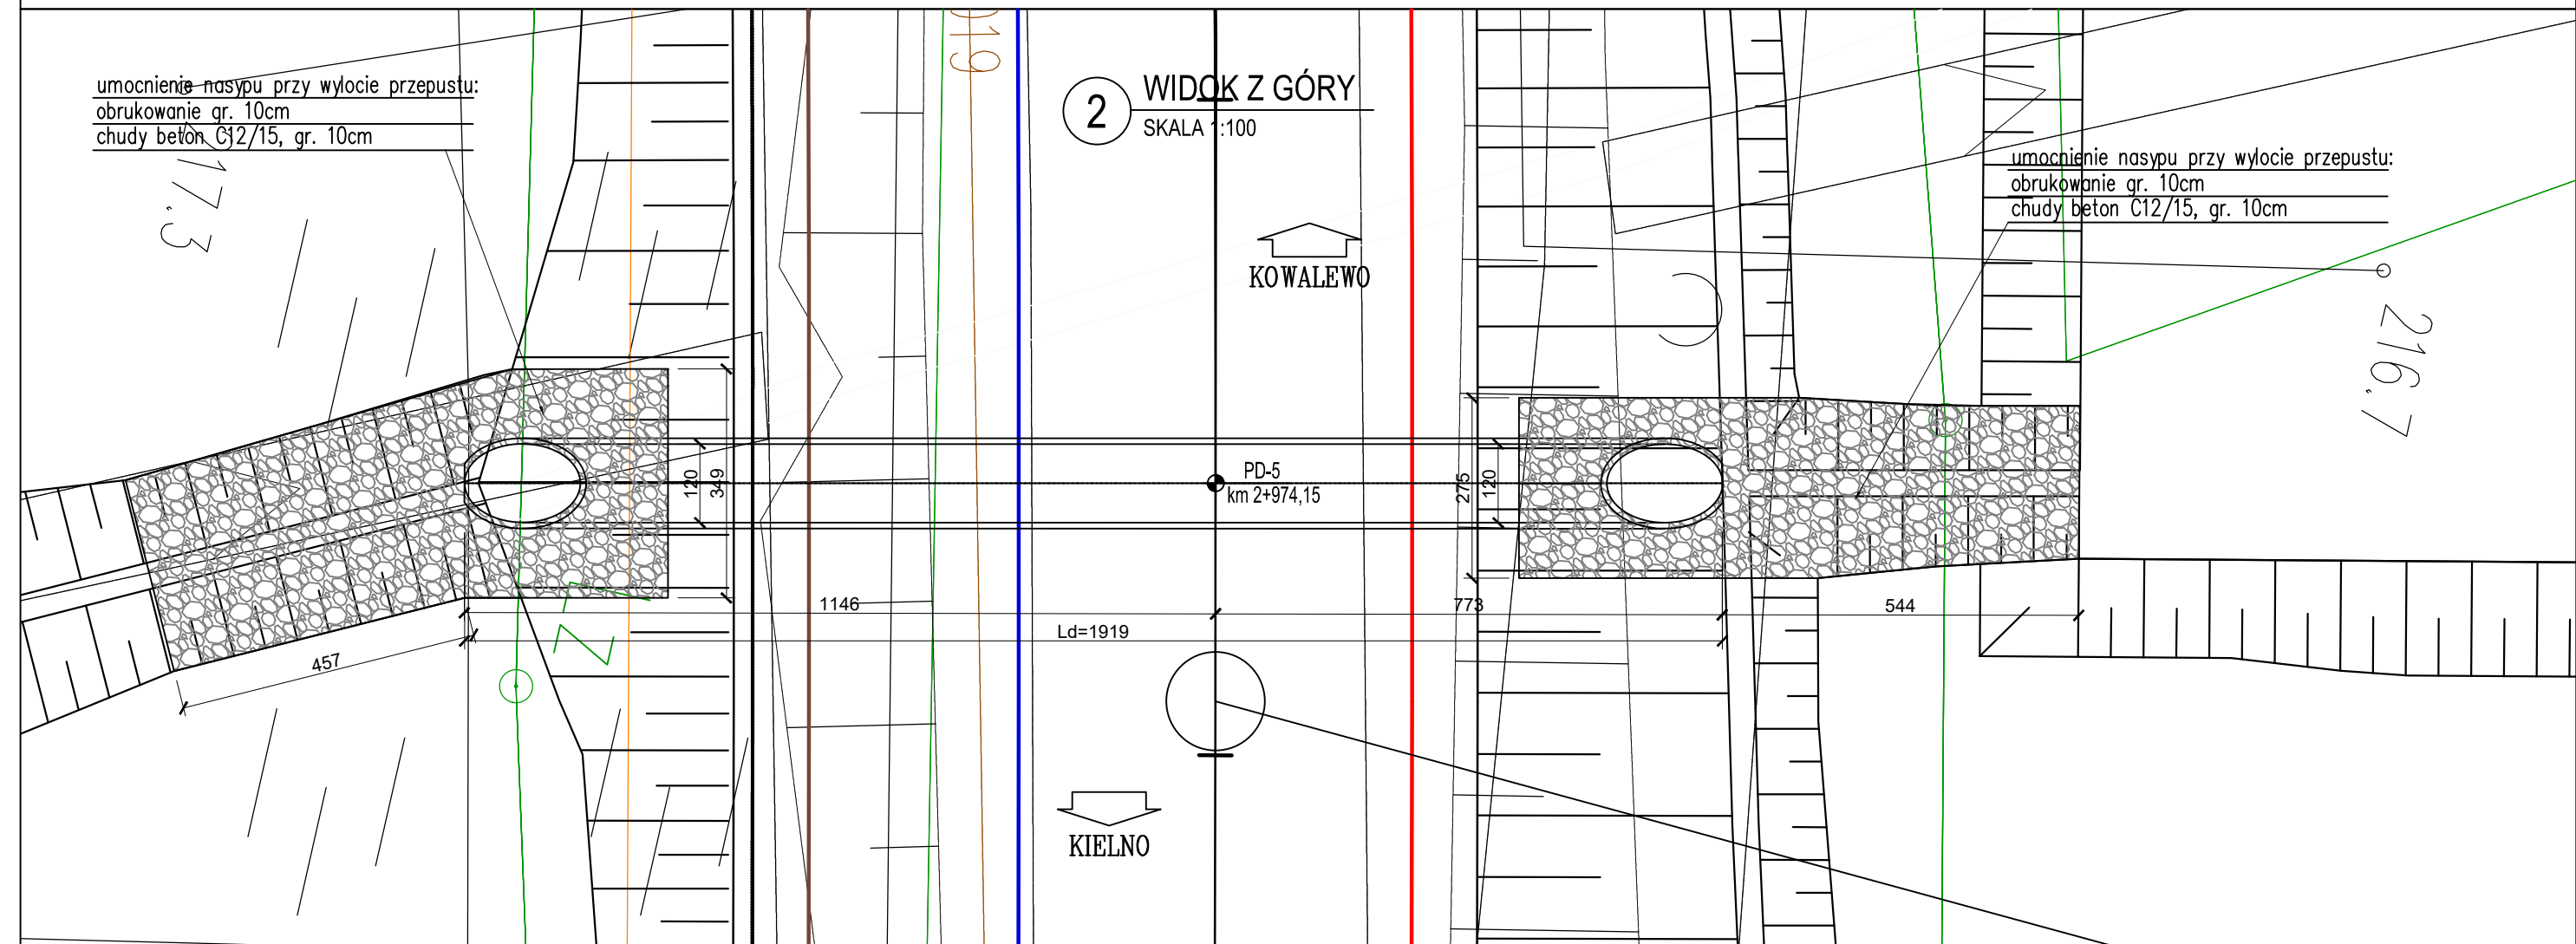 019
2
WIDOK Z GÓRY
SKALA 1:100
umocnienie nasypu przy wylocie przepustu:
obrukowanie gr. 10cm
chudy beton C12/15, gr. 10cm
umocnienie nasypu przy wylocie przepustu:
obrukowanie gr. 10cm
chudy beton C12/15, gr. 10cm
217.3
KOWALEWO
216.7
120
349
PD-5
km 2+974,15
275
120
1146
773
544
Ld=1919
457
KIELNO